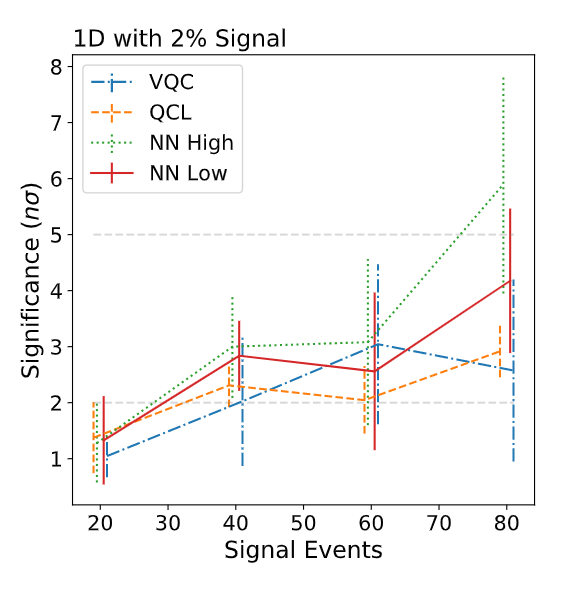 1D with 2% Signal
VQC
QCL
NN High
NN Low
Significance (nσ)
8
7
6
5
4
3
2
1
20 30 40 50 60 70 80
Signal Events